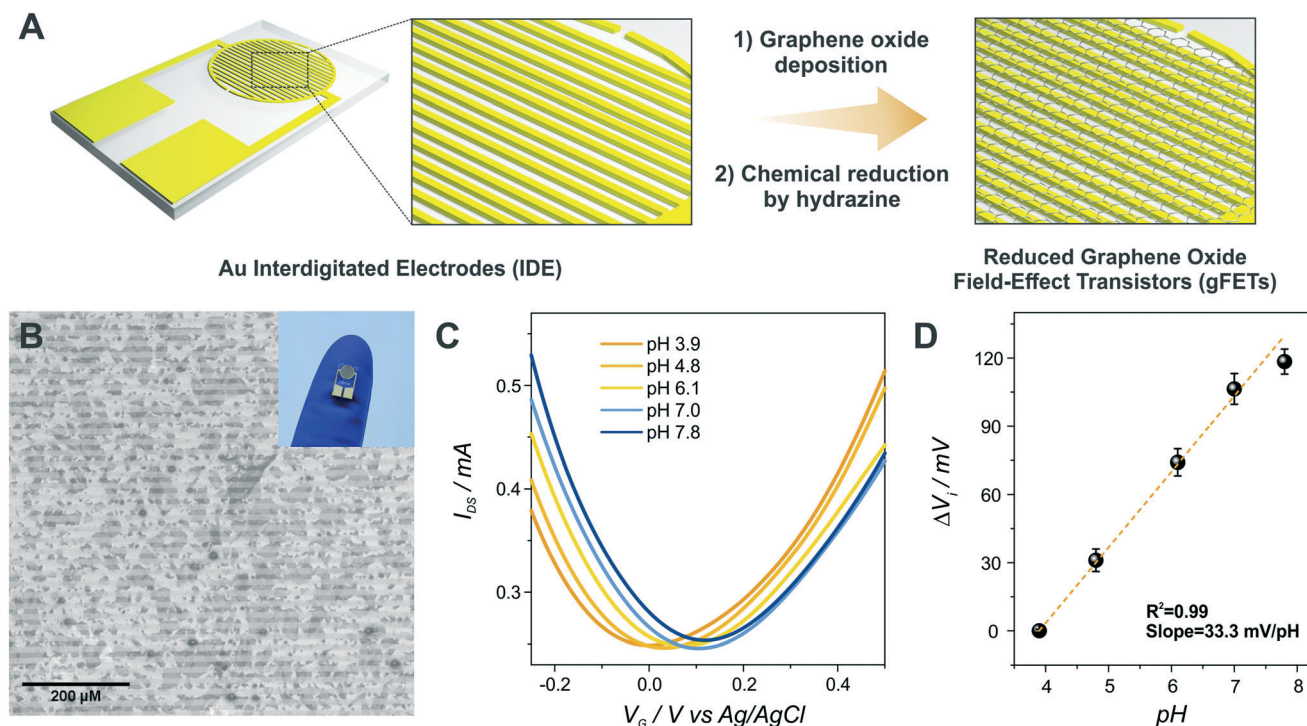 A
1) Graphene oxide
deposition
2) Chemical reduction
by hydrazine
Au Interdigitated Electrodes (IDE)
Reduced Graphene Oxide
Field-Effect Transistors (gFETs)
B
200 µM
C
I_DS / mA
0.5
0.4
0.3
pH 3.9
pH 4.8
pH 6.1
pH 7.0
pH 7.8
-0.2
0.0
0.2
0.4
V_G / V vs Ag/AgCl
D
ΔV_i / mV
120
90
60
30
0
R²=0.99
Slope=33.3 mV/pH
4
5
6
7
8
pH